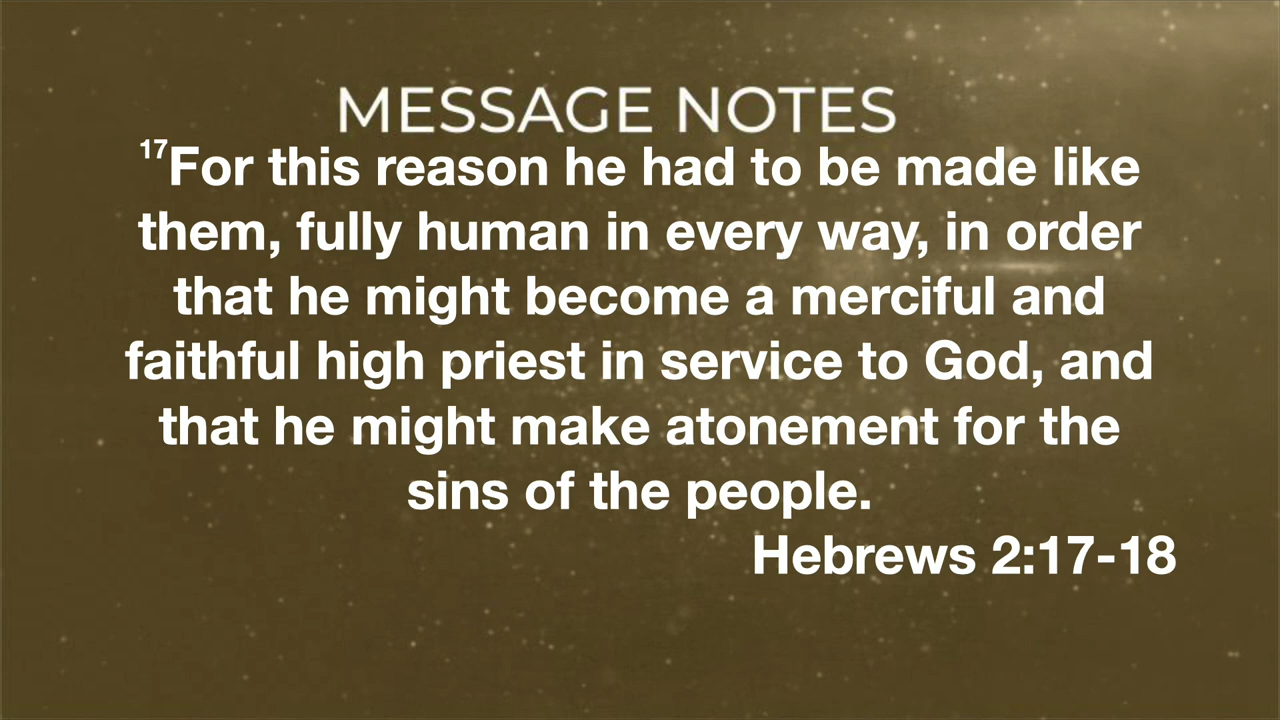 MESSAGE NOTES
17For this reason he had to be made like
them, fully human in every way, in order
that he might become a merciful and
faithful high priest in service to God, and
that he might make atonement for the
sins of the people.
Hebrews 2:17-18